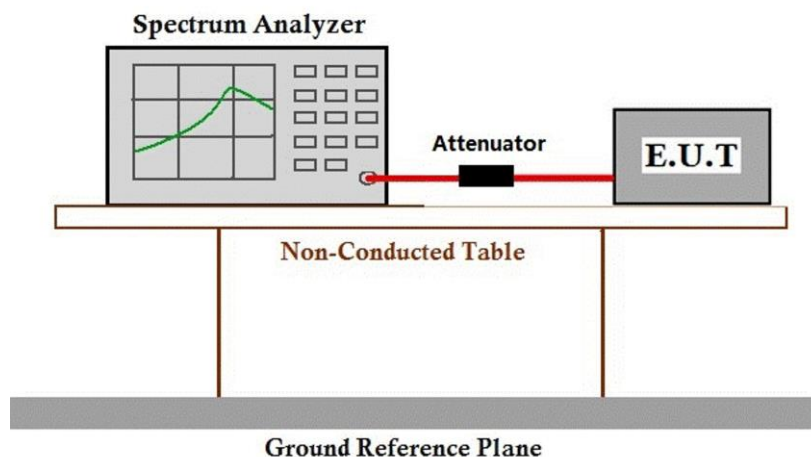 Spectrum Analyzer
Attenuator
E.U.T
Non-Conducted Table
Ground Reference Plane